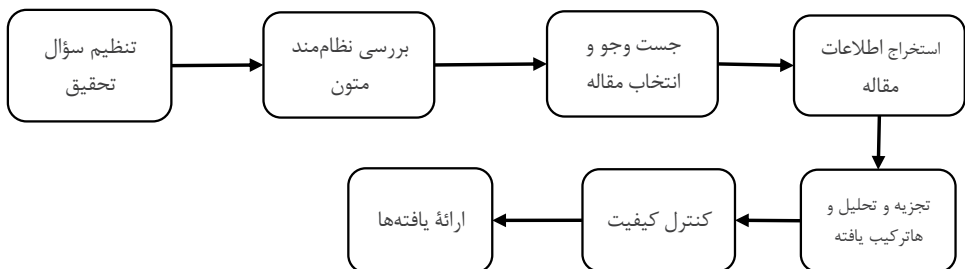 تنظیم سؤال
تحقیق
بررسی نظام‌مند
متون
جست وجو و
انتخاب مقاله
استخراج اطلاعات
مقاله
تجزیه و تحلیل و
هاترکیب یافته
کنترل کیفیت
ارائۀ یافته‌ها